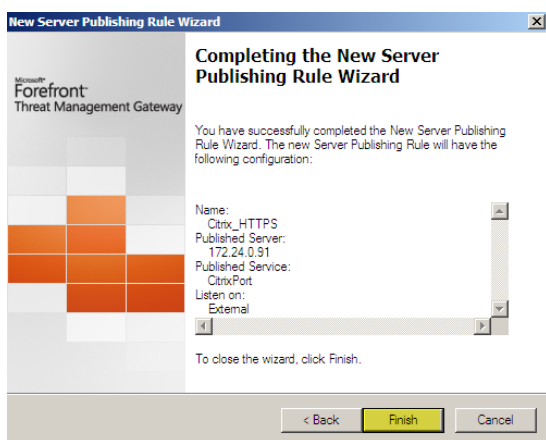 New Server Publishing Rule Wizard
Microsoft®
Forefront™
Threat Management Gateway
Completing the New Server
Publishing Rule Wizard
You have successfully completed the New Server Publishing
Rule Wizard. The new Server Publishing Rule will have the
following configuration:
Name:
Citrix_HTTPS
Published Server:
172.24.0.91
Published Service:
CitrixPort
Listen on:
External
To close the wizard, click Finish.
< Back
Finish
Cancel